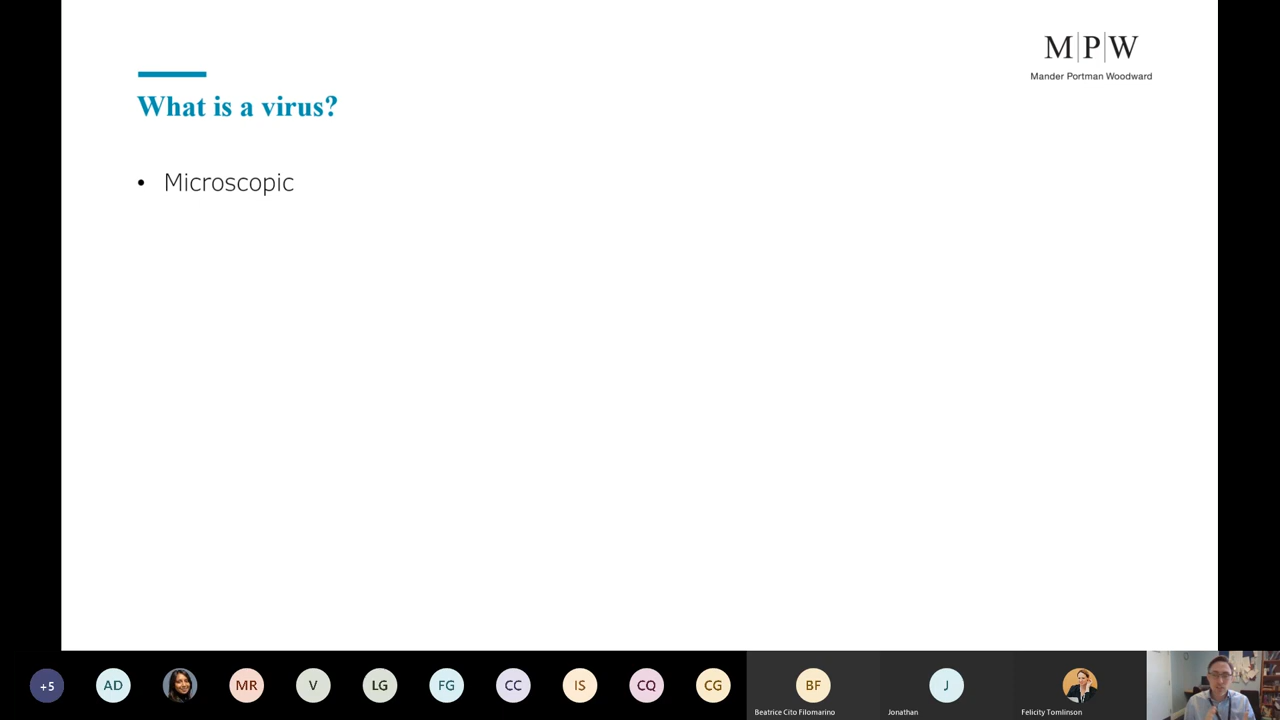 M|P|W
Mander Portman Woodward
What is a virus?
• Microscopic
+5
AD
MR
V
LG
FG
CC
IS
CQ
CG
BF
J
Beatrice Cito Filomarino
Jonathan
Felicity Tomlinson